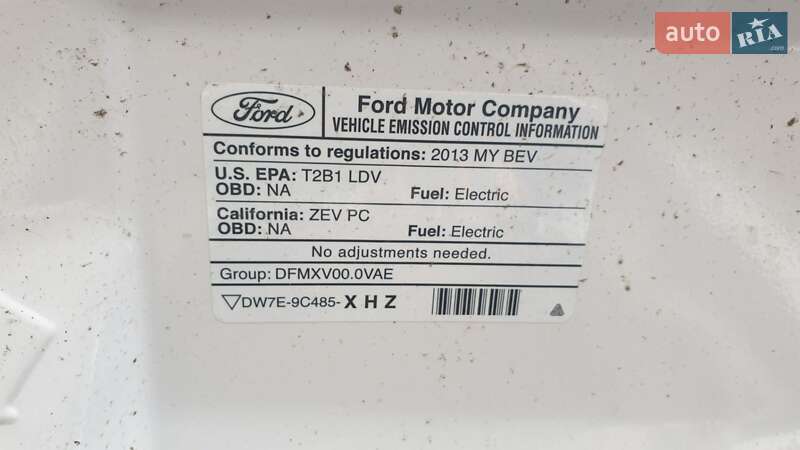 auto RIA
.com
Ford
Ford Motor Company
VEHICLE EMISSION CONTROL INFORMATION
Conforms to regulations: 2013 MY BEV
U.S. EPA: T2B1 LDV
OBD: NA Fuel: Electric
California: ZEV PC
OBD: NA Fuel: Electric
No adjustments needed.
Group: DFMXV00.0VAE
DW7E-9C485-X H Z